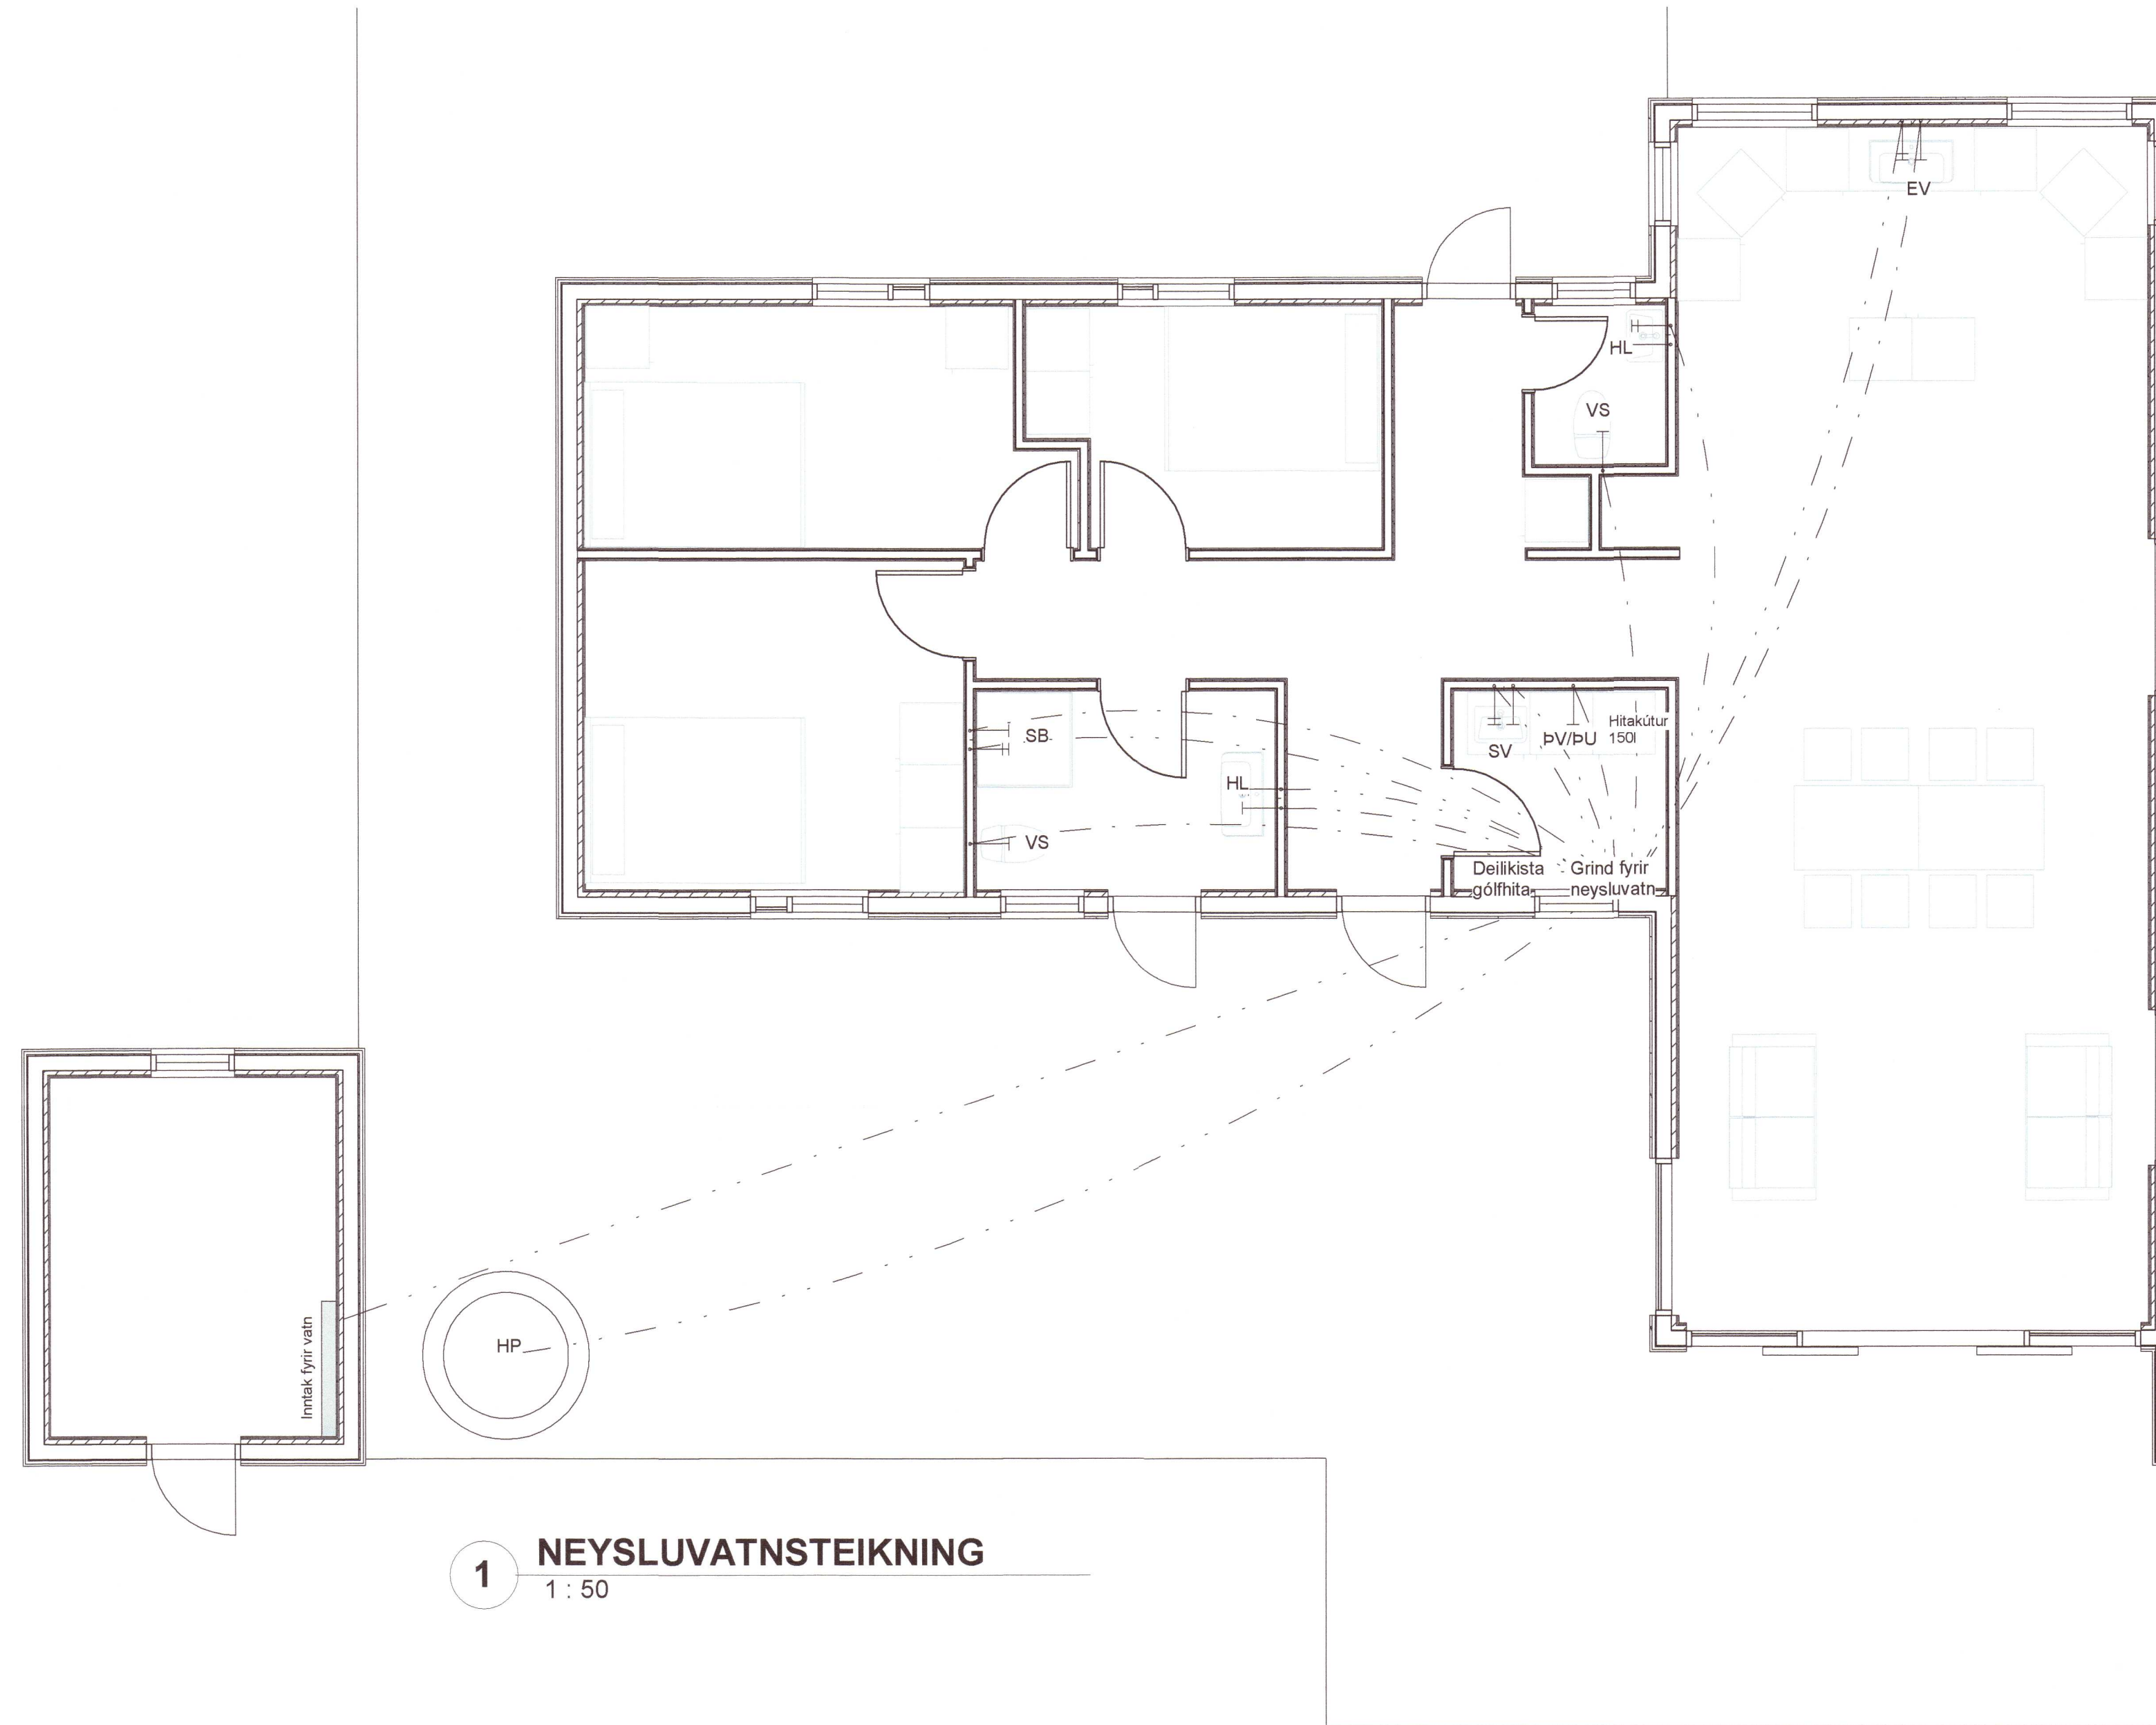 EV
HL
VS
SB
HL
VS
SV
ÞV/ÞU
Hitakútur
150l
Deilikista
gólfhita
Grind fyrir
neysluvatn
Inntak fyrir vatn
HP
1
NEYSLUVATNSTEIKNING
1 : 50